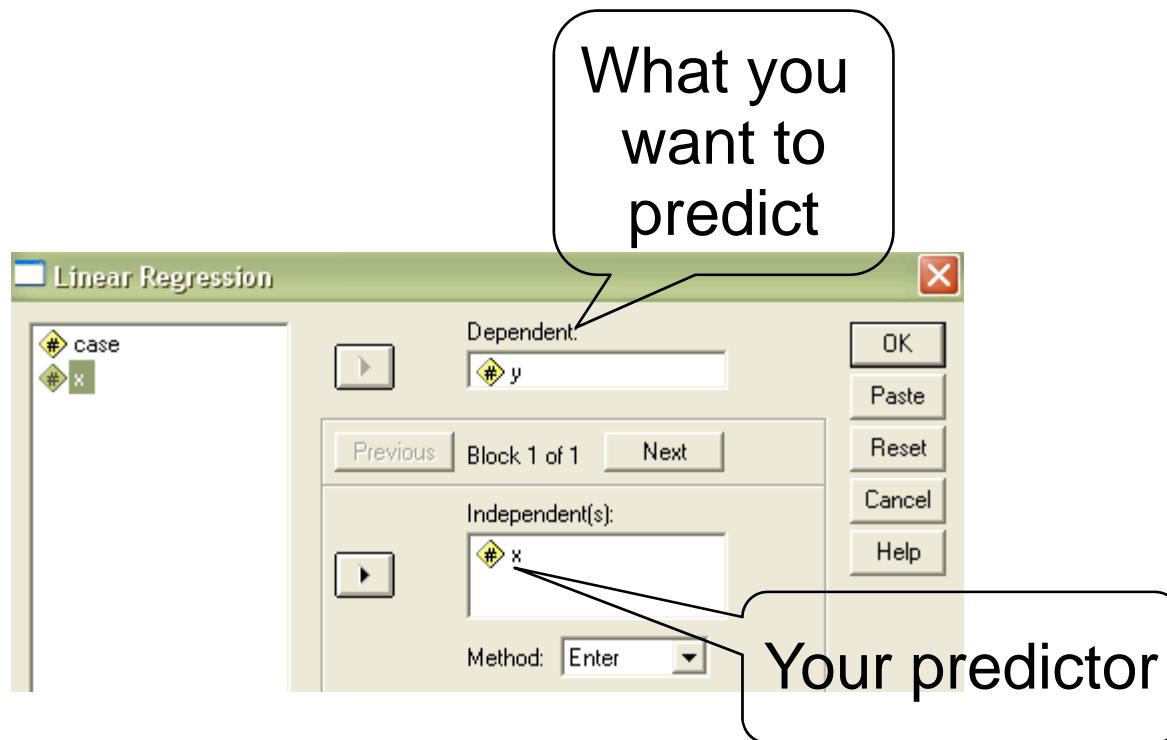 What you
want to
predict
Linear Regression
case
x
Dependent:
y
OK
Paste
Previous
Block 1 of 1
Next
Reset
Independent(s):
x
Cancel
Help
Method:
Enter
Your predictor